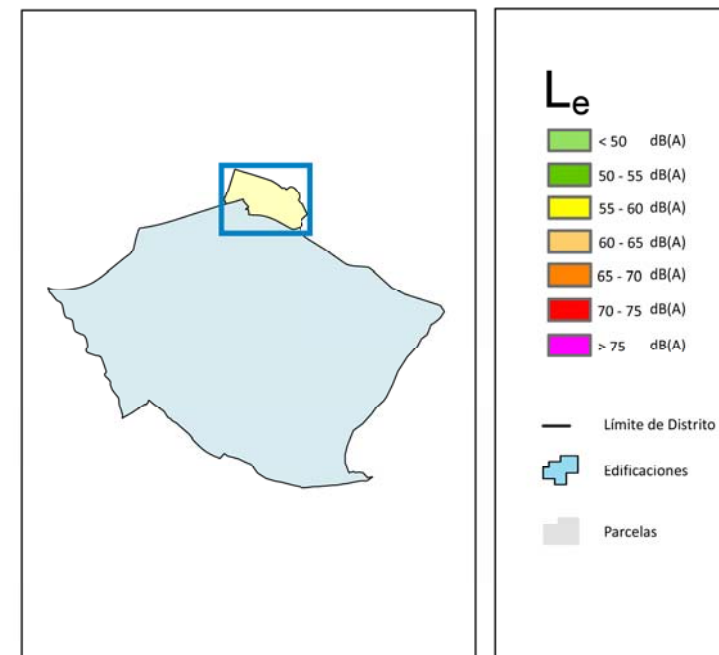 Le
< 50 dB(A)
50 - 55 dB(A)
55 - 60 dB(A)
60 - 65 dB(A)
65 - 70 dB(A)
70 - 75 dB(A)
> 75 dB(A)
Límite de Distrito
Edificaciones
Parcelas